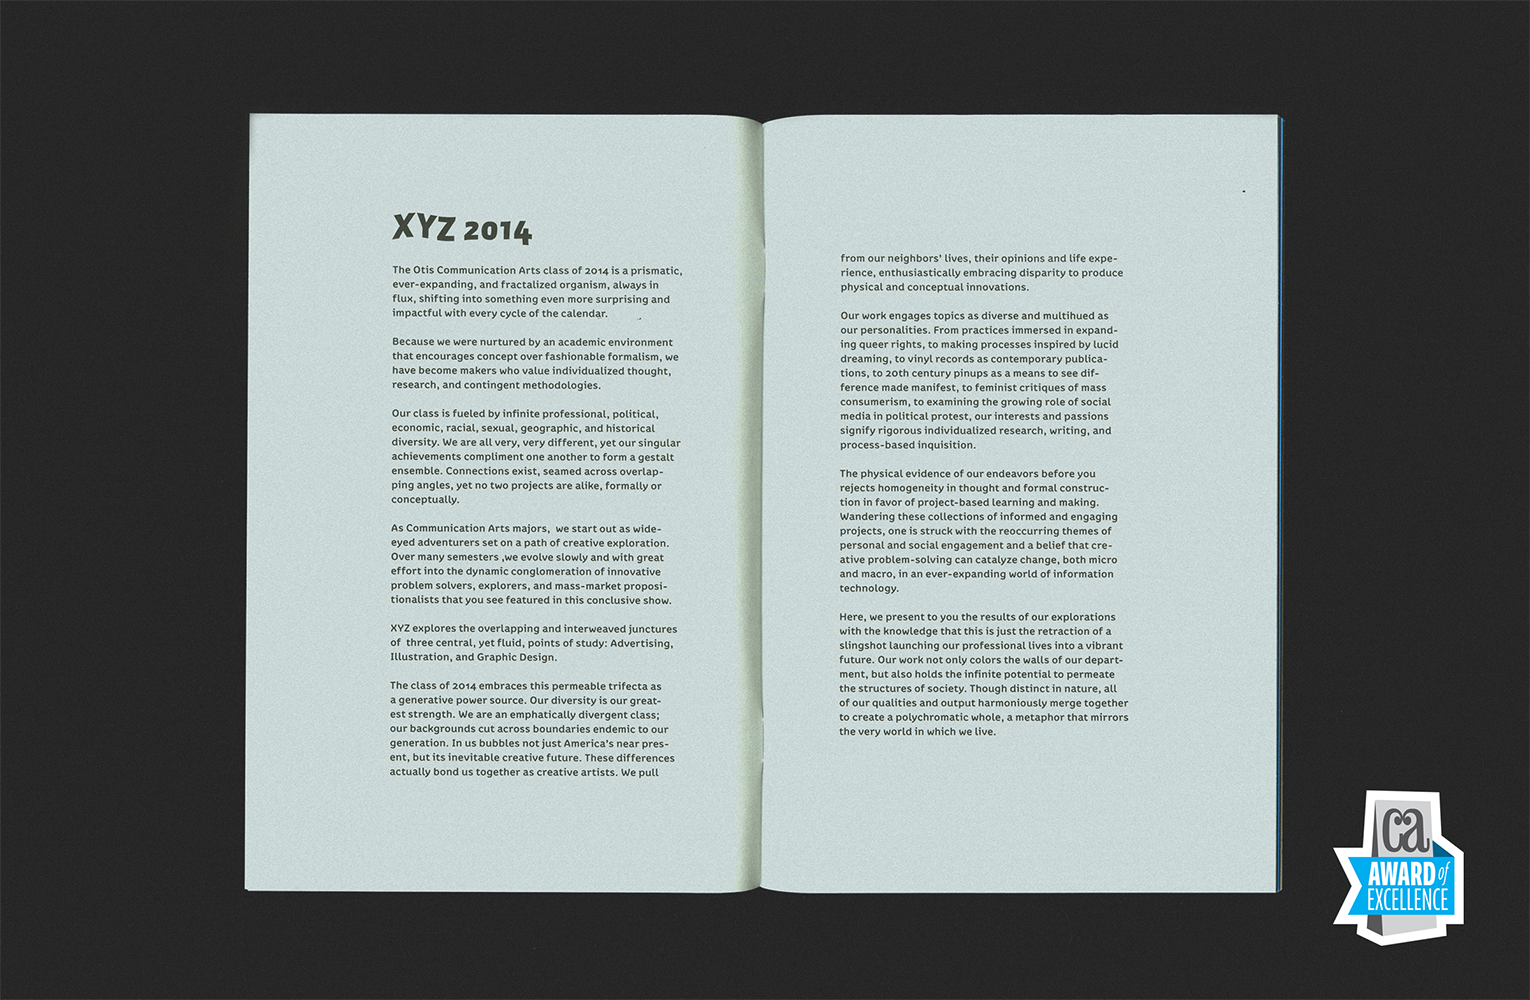 XYZ 2014
The Otis Communication Arts class of 2014 is a prismatic,
ever-expanding, and fractalized organism, always in
flux, shifting into something even more surprising and
impactful with every cycle of the calendar.
Because we were nurtured by an academic environment
that encourages concept over fashionable formalism, we
have become makers who value individualized thought,
research, and contingent methodologies.
Our class is fueled by infinite professional, political,
economic, racial, sexual, geographic, and historical
diversity. We are all very, very different, yet our singular
achievements compliment one another to form a gestalt
ensemble. Connections exist, seamed across overlap-
ping angles, yet no two projects are alike, formally or
conceptually.
As Communication Arts majors,  we start out as wide-
eyed adventurers set on a path of creative exploration.
Over many semesters ,we evolve slowly and with great
effort into the dynamic conglomeration of innovative
problem solvers, explorers, and mass-market proposi-
tionalists that you see featured in this conclusive show.
XYZ explores the overlapping and interweaved junctures
of  three central, yet fluid, points of study: Advertising,
Illustration, and Graphic Design.
The class of 2014 embraces this permeable trifecta as
a generative power source. Our diversity is our great-
est strength. We are an emphatically divergent class;
our backgrounds cut across boundaries endemic to our
generation. In us bubbles not just America's near pres-
ent, but its inevitable creative future. These differences
actually bond us together as creative artists. We pull
from our neighbors' lives, their opinions and life expe-
rience, enthusiastically embracing disparity to produce
physical and conceptual innovations.
Our work engages topics as diverse and multihued as
our personalities. From practices immersed in expand-
ing queer rights, to making processes inspired by lucid
dreaming, to vinyl records as contemporary publica-
tions, to 20th century pinups as a means to see dif-
ference made manifest, to feminist critiques of mass
consumerism, to examining the growing role of social
media in political protest, our interests and passions
signify rigorous individualized research, writing, and
process-based inquisition.
The physical evidence of our endeavors before you
rejects homogeneity in thought and formal construc-
tion in favor of project-based learning and making.
Wandering these collections of informed and engaging
projects, one is struck with the reoccurring themes of
personal and social engagement and a belief that cre-
ative problem-solving can catalyze change, both micro
and macro, in an ever-expanding world of information
technology.
Here, we present to you the results of our explorations
with the knowledge that this is just the retraction of a
slingshot launching our professional lives into a vibrant
future. Our work not only colors the walls of our depart-
ment, but also holds the infinite potential to permeate
the structures of society. Though distinct in nature, all
of our qualities and output harmoniously merge together
to create a polychromatic whole, a metaphor that mirrors
the very world in which we live.
ca
AWARD of
EXCELLENCE